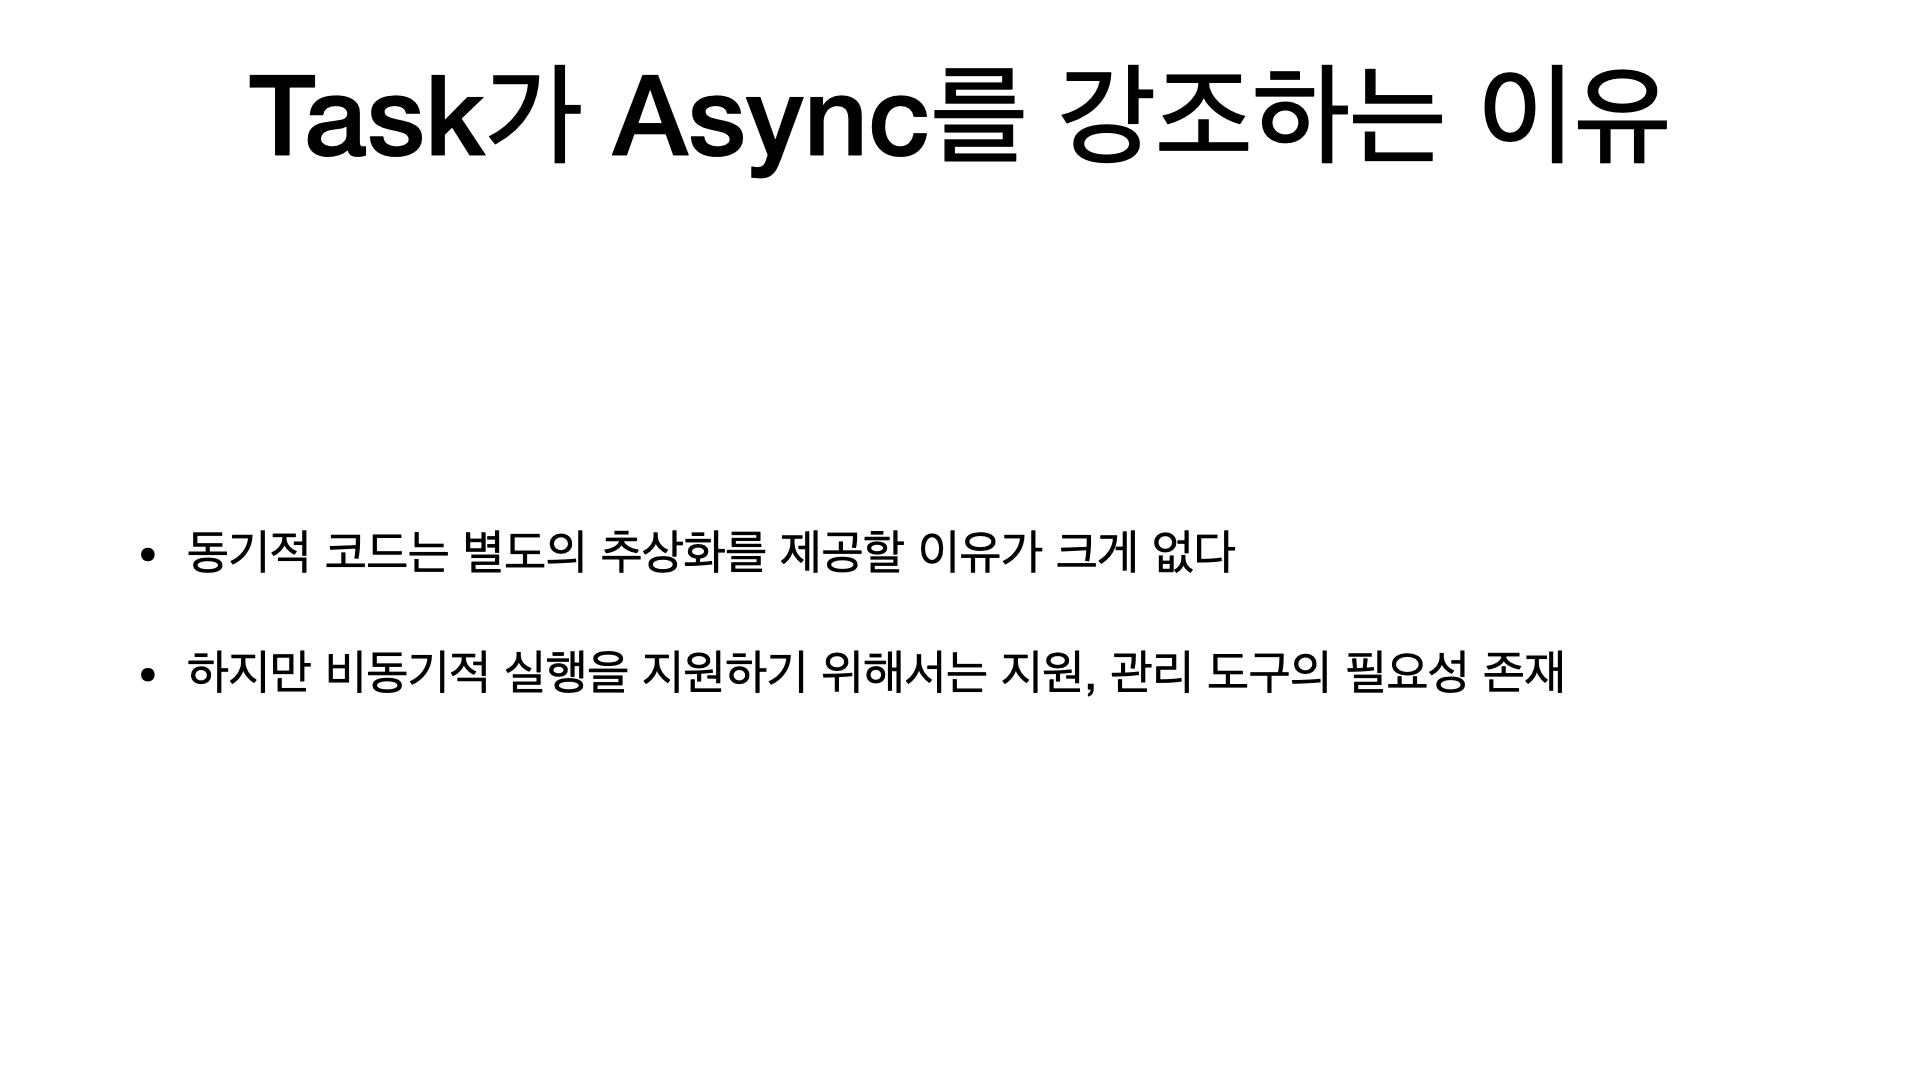 Task가 Async를 강조하는 이유
• 동기적 코드는 별도의 추상화를 제공할 이유가 크게 없다
• 하지만 비동기적 실행을 지원하기 위해서는 지원, 관리 도구의 필요성 존재